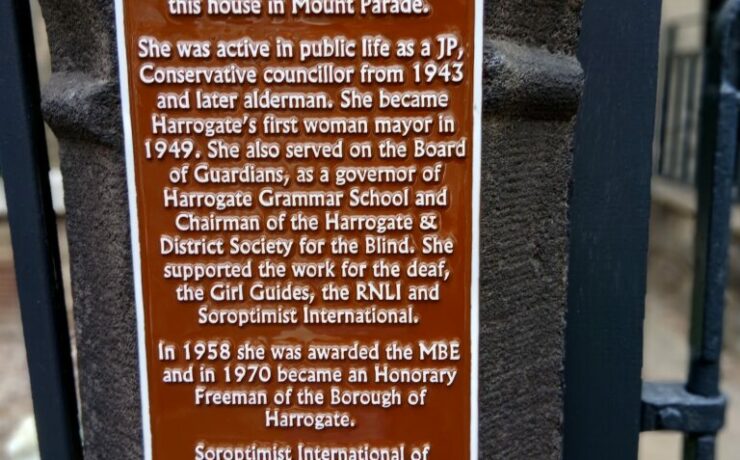 this house in Mount Parade.
She was active in public life as a JP,
Conservative councillor from 1943
and later alderman. She became
Harrogate's first woman mayor in
1949. She also served on the Board
of Guardians, as a governor of
Harrogate Grammar School and
Chairman of the Harrogate &
District Society for the Blind. She
supported the work for the deaf,
the Girl Guides, the RNLI and
Soroptimist International.
In 1958 she was awarded the MBE
and in 1970 became an Honorary
Freeman of the Borough of
Harrogate.
Soroptimist International of